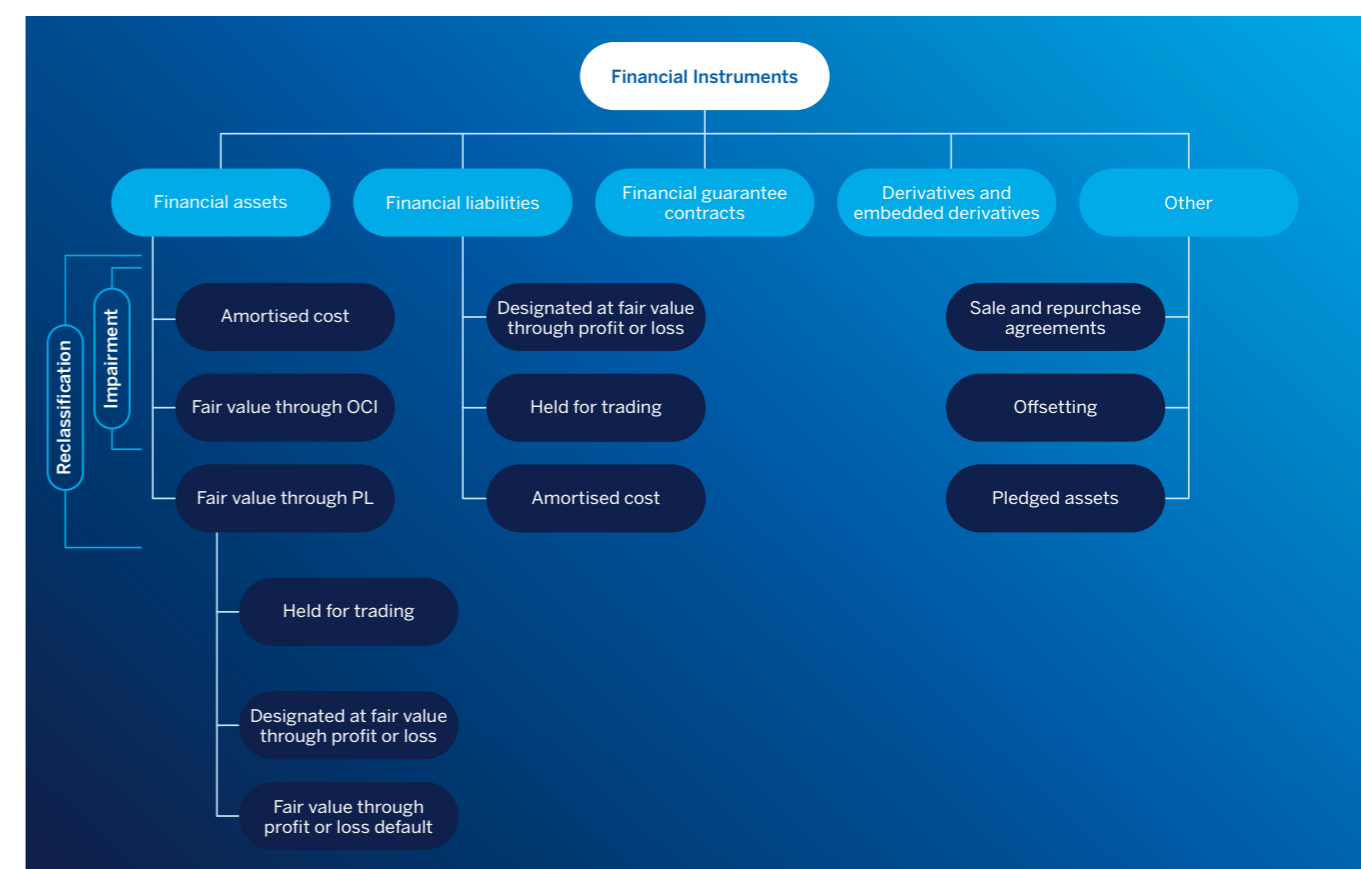 Financial Instruments
Financial assets
Financial liabilities
Financial guarantee
contracts
Derivatives and
embedded derivatives
Other
Reclassification
Impairment
Amortised cost
Fair value through OCI
Fair value through PL
Held for trading
Designated at fair value
through profit or loss
Fair value through
profit or loss default
Designated at fair value
through profit or loss
Held for trading
Amortised cost
Sale and repurchase
agreements
Offsetting
Pledged assets